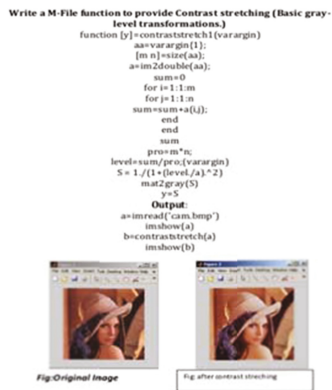 Write a M-File function to provide Contrast stretching (Basic gray-
level transformations.)
function [y]=contraststretch1(varargin)
aa=varargin{1};
[m n]=size(aa);
a=im2double(aa);
sum=0
for i=1:1:m
for j=1:1:n
sum=sum+a(i,j);
end
end
sum
pro=m*n;
level=sum/pro;(varargin)
S = 1./(1+(level./a).^2)
mat2gray(S)
y=S
Output:
a=imread('cam.bmp')
imshow(a)
b=contraststretch(a)
imshow(b)
Fig:Original Image
Fig: after contrast streching